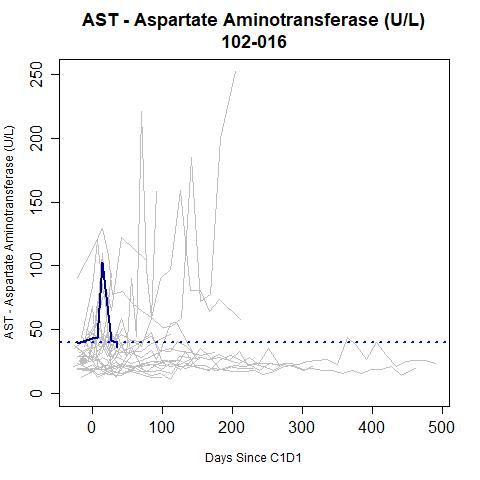 AST - Aspartate Aminotransferase (U/L)
102-016
AST - Aspartate Aminotransferase (U/L)
250
200
150
100
50
0
0 100 200 300 400 500
Days Since C1D1